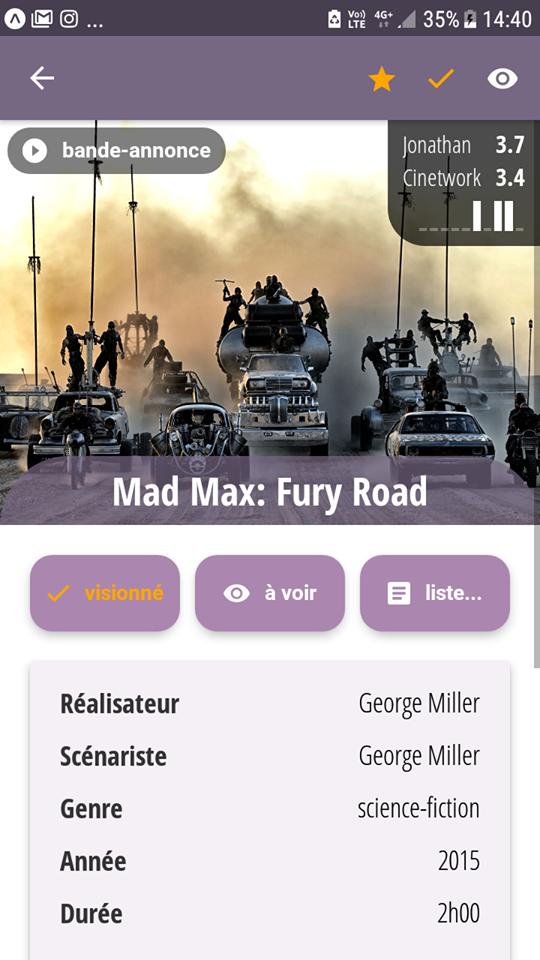 ... Vo)) LTE 4G+ 35% 14:40
bande-annonce
Jonathan 3.7
Cinetwork 3.4
Mad Max: Fury Road
visionné
à voir
liste...
Réalisateur George Miller
Scénariste George Miller
Genre science-fiction
Année 2015
Durée 2h00